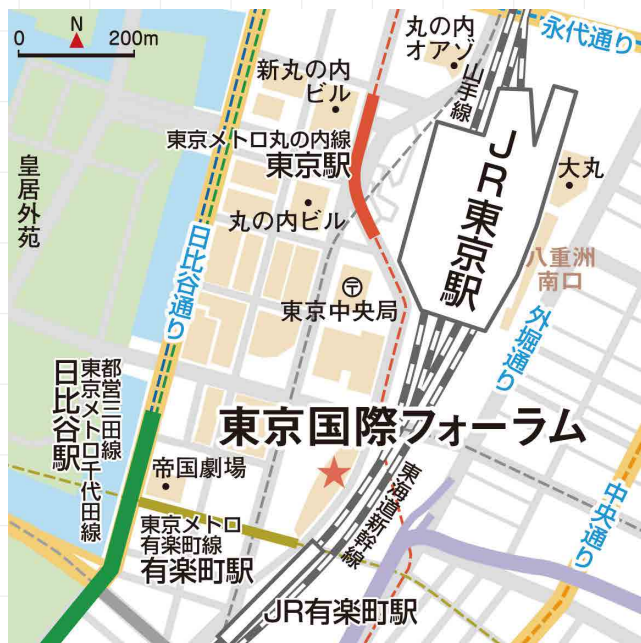 0
N
200m
丸の内
オアゾ
永代通り
新丸の内
ビル
山手線
東京メトロ丸の内線
東京駅
JR東京駅
大丸
皇居外苑
丸の内ビル
日比谷通り
八重洲
南口
〒
東京中央局
外堀通り
都営三田線
東京メトロ千代田線
日比谷駅
東京国際フォーラム
帝国劇場
東海道新幹線
中央通り
東京メトロ
有楽町線
有楽町駅
JR有楽町駅